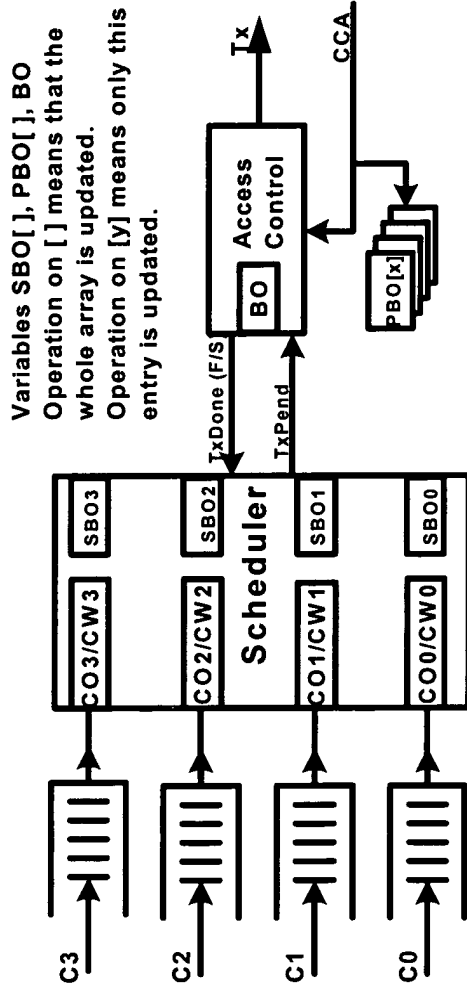 Variables SBO[], PBO[], BO
Operation on [] means that the
whole array is updated.
Operation on [y] means only this
entry is updated.
C3
CO3/CW3
SBO3
C2
CO2/CW2
SBO2
Scheduler
C1
CO1/CW1
SBO1
C0
CO0/CW0
SBO0
TxDone (F/S
TxPend
BO
Access
Control
Tx
CCA
PBO[x]